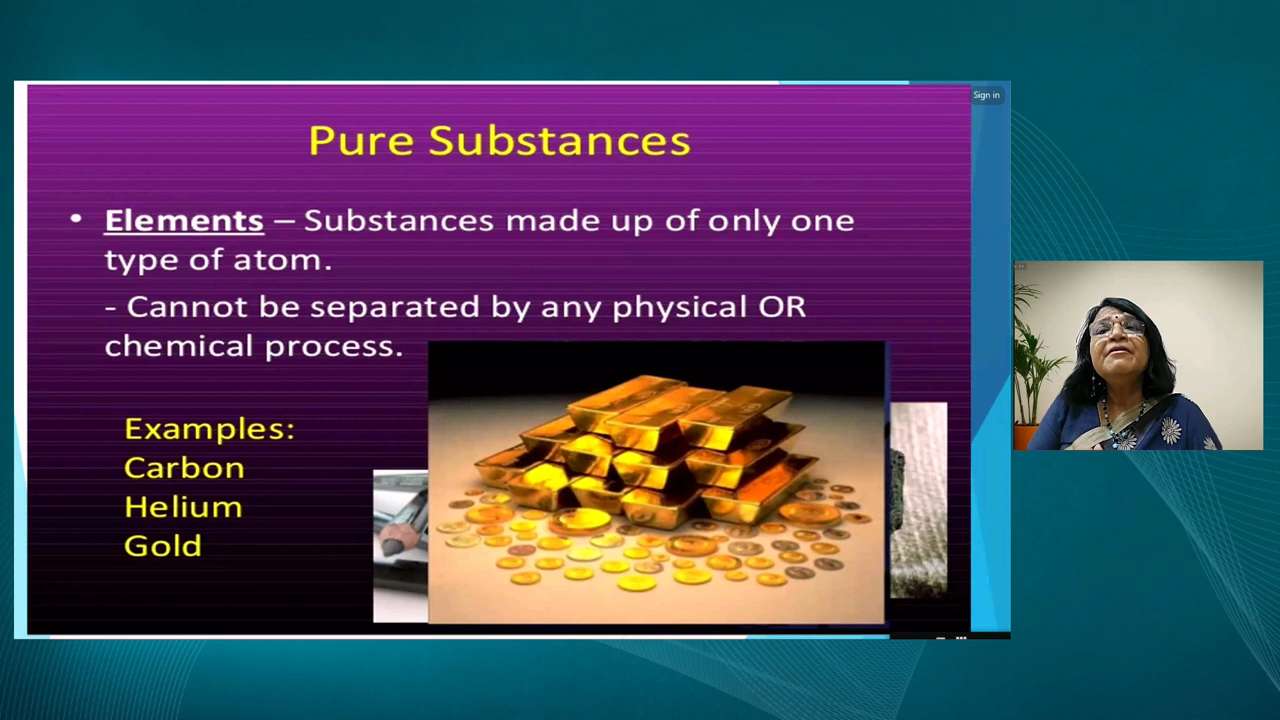 Sign in
Pure Substances
• Elements – Substances made up of only one
type of atom.
- Cannot be separated by any physical OR
chemical process.
Examples:
Carbon
Helium
Gold